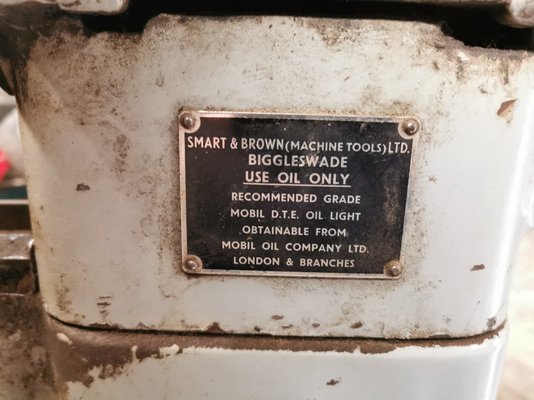 SMART & BROWN (MACHINE TOOLS) LTD.
BIGGLESWADE
USE OIL ONLY
RECOMMENDED GRADE
MOBIL D.T.E. OIL LIGHT
OBTAINABLE FROM
MOBIL OIL COMPANY LTD.
LONDON & BRANCHES